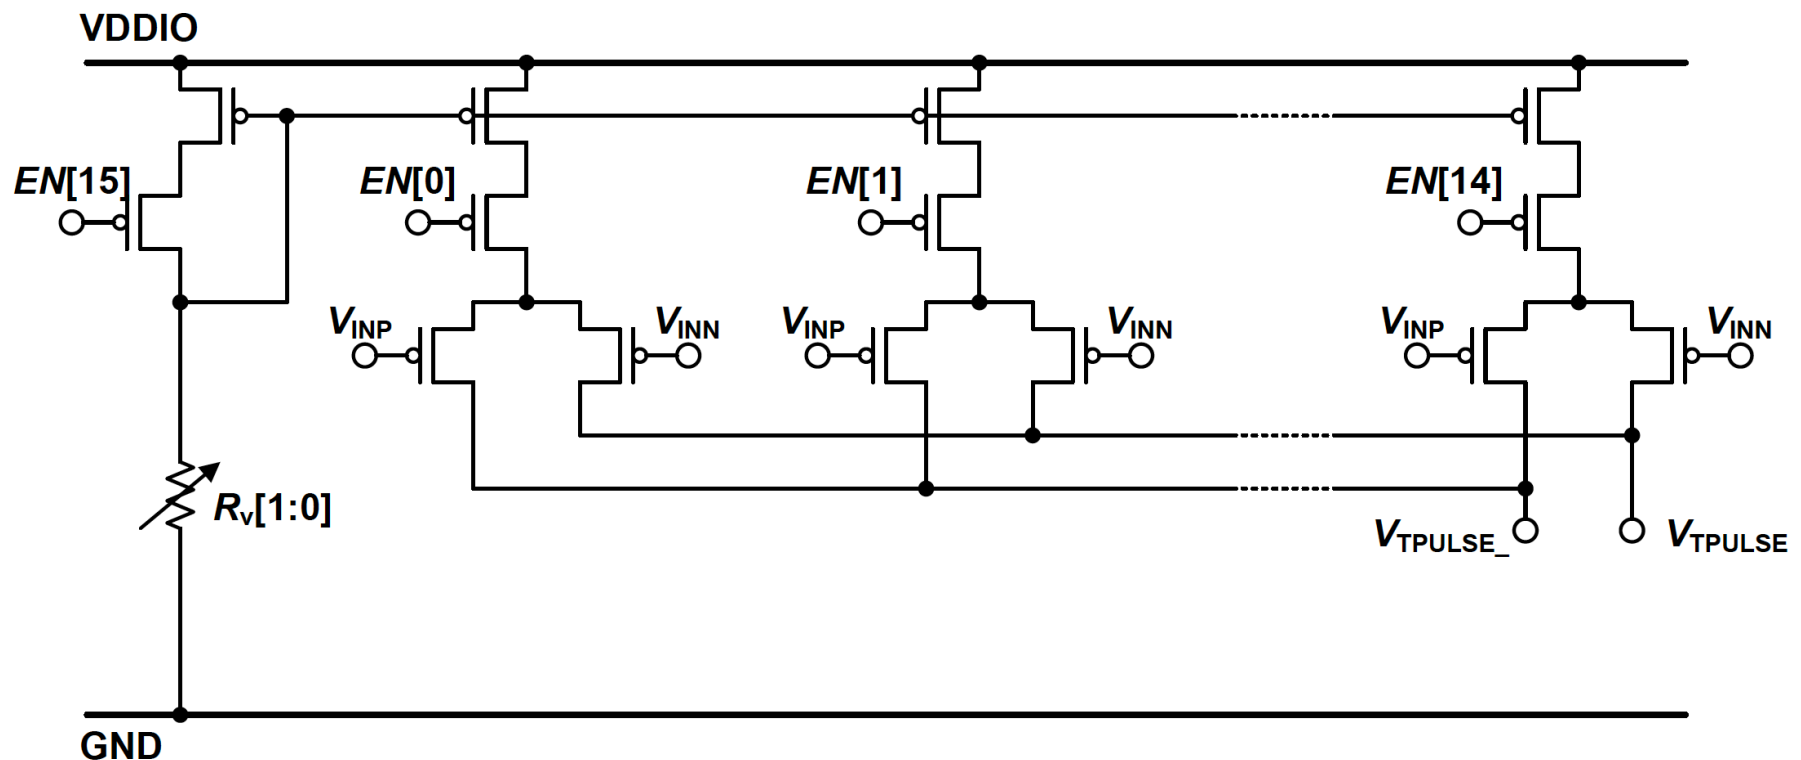 VDDIO
EN[15] EN[0] EN[1] EN[14]
VINP VINN VINP VINN VINP VINN
Rv[1:0]
VTPULSE_ VTPULSE
GND